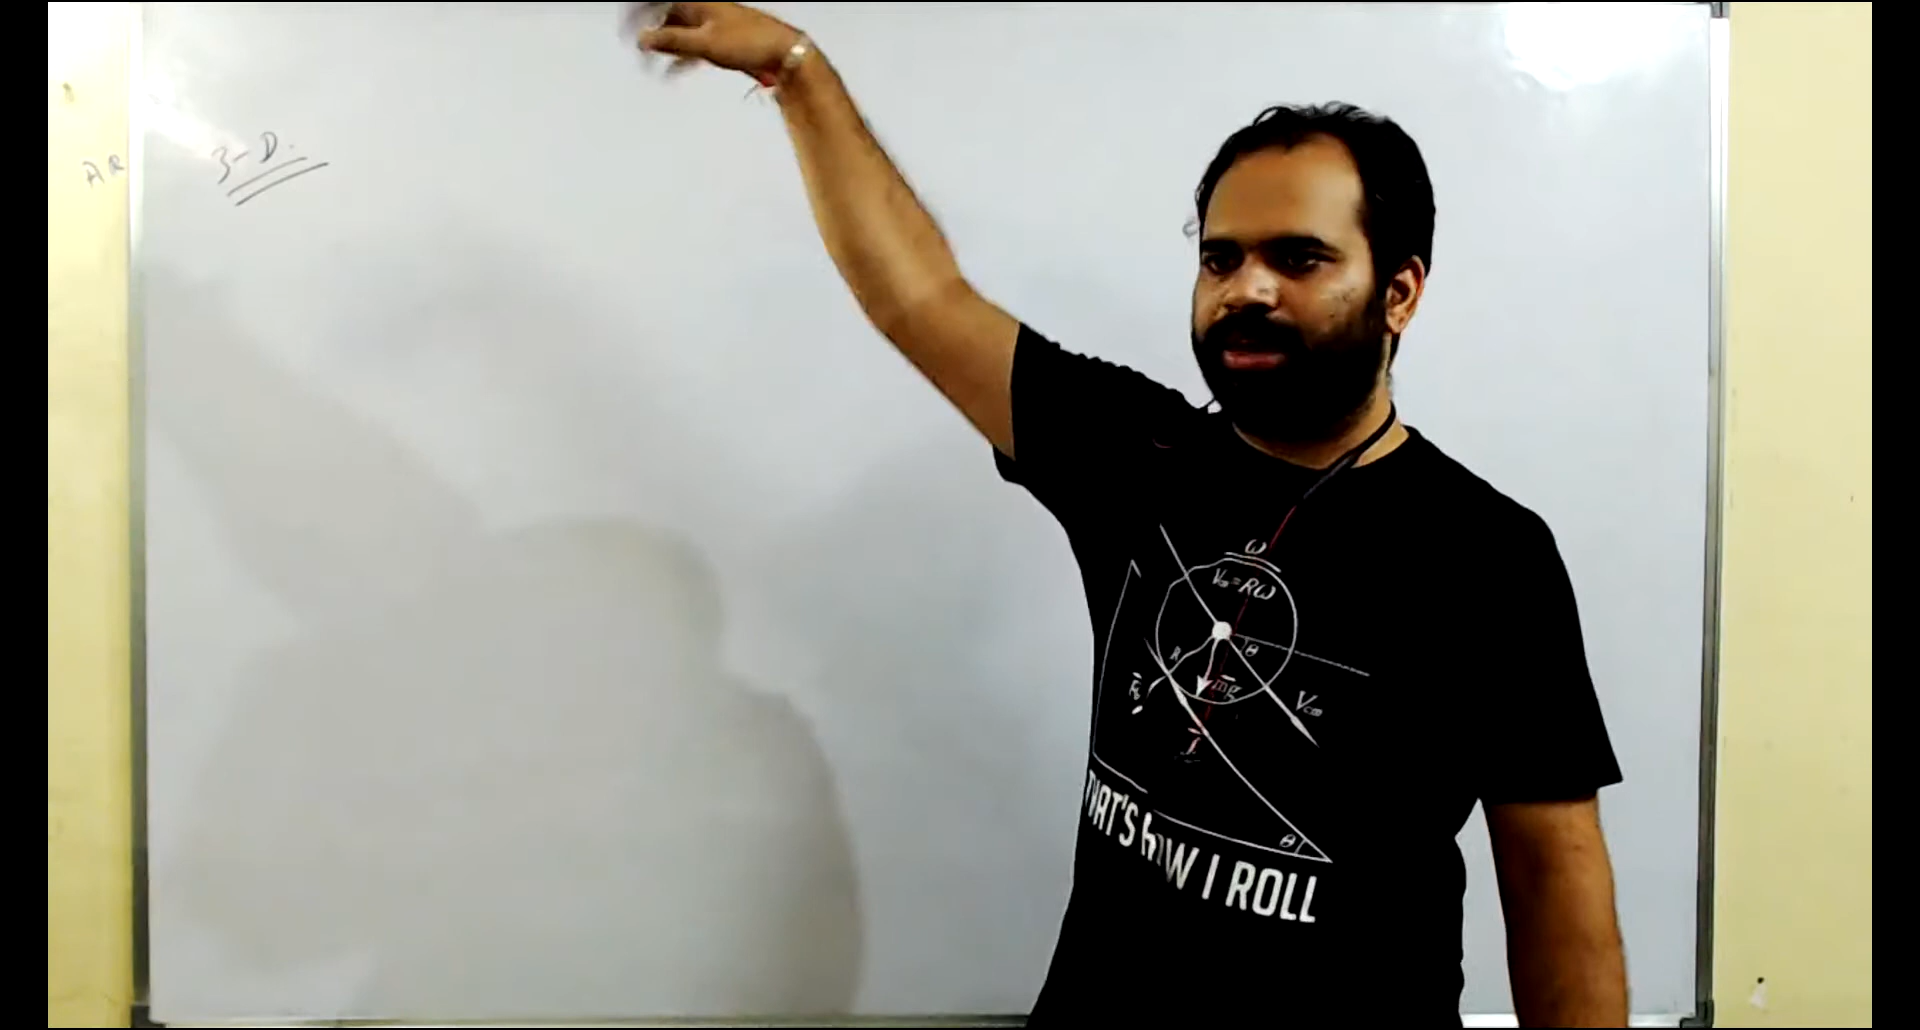 AR
3-D.
ω
Vcm = Rω
R
θ
mg
Vcm
f
θ
THAT'S HOW I ROLL